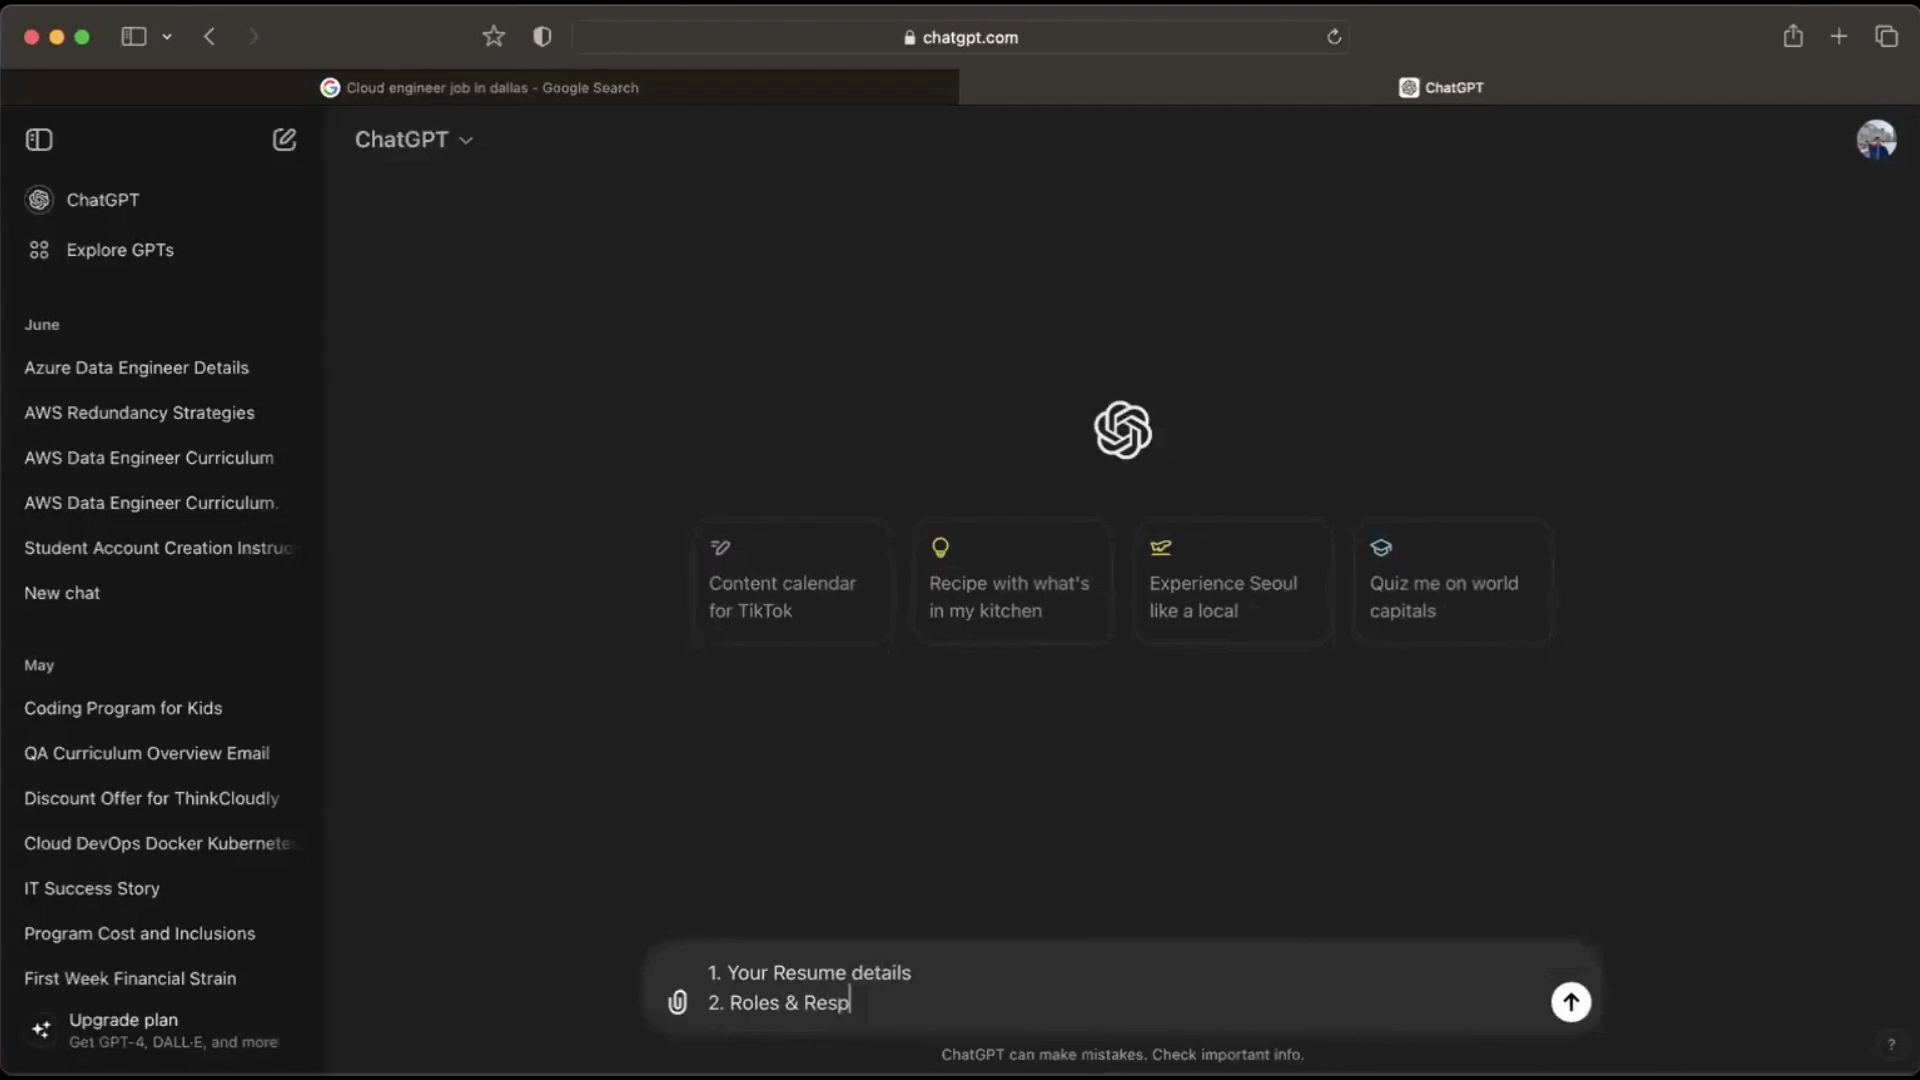 chatgpt.com
Cloud engineer job in dallas - Google Search
ChatGPT
ChatGPT
ChatGPT
Explore GPTs
June
Azure Data Engineer Details
AWS Redundancy Strategies
AWS Data Engineer Curriculum
AWS Data Engineer Curriculum.
Student Account Creation Instruc
New chat
May
Coding Program for Kids
QA Curriculum Overview Email
Discount Offer for ThinkCloudly
Cloud DevOps Docker Kubernete
IT Success Story
Program Cost and Inclusions
First Week Financial Strain
Upgrade plan
Get GPT-4, DALL·E, and more
Content calendar
for TikTok
Recipe with what's
in my kitchen
Experience Seoul
like a local
Quiz me on world
capitals
1. Your Resume details
2. Roles & Resp
ChatGPT can make mistakes. Check important info.
?